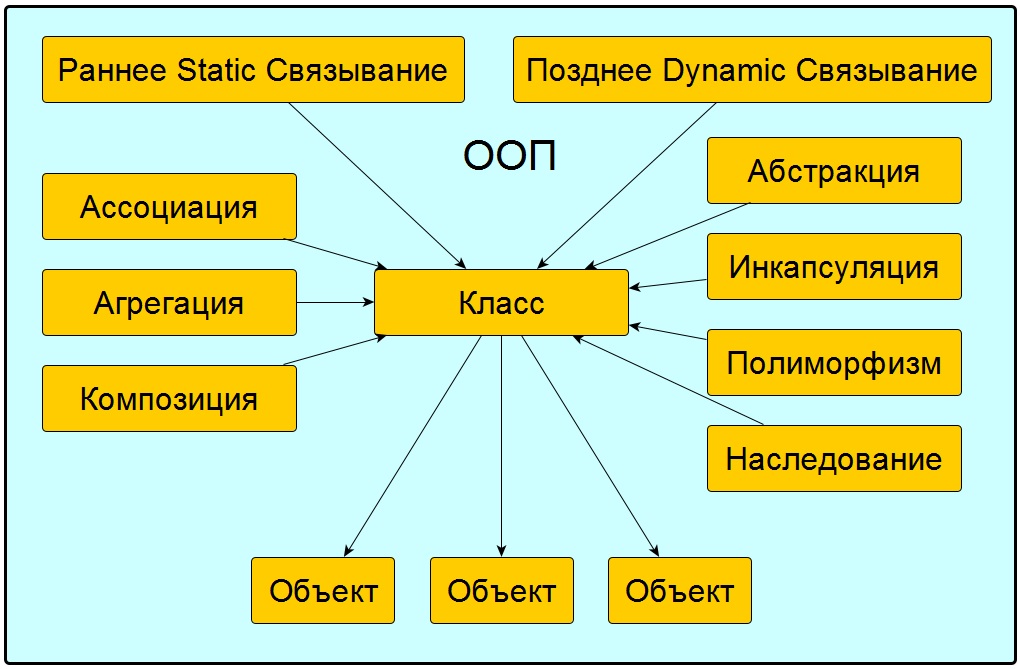 Раннее Static Связывание
Позднее Dynamic Связывание
ООП
Абстракция
Ассоциация
Инкапсуляция
Агрегация
Класс
Полиморфизм
Композиция
Наследование
Объект
Объект
Объект